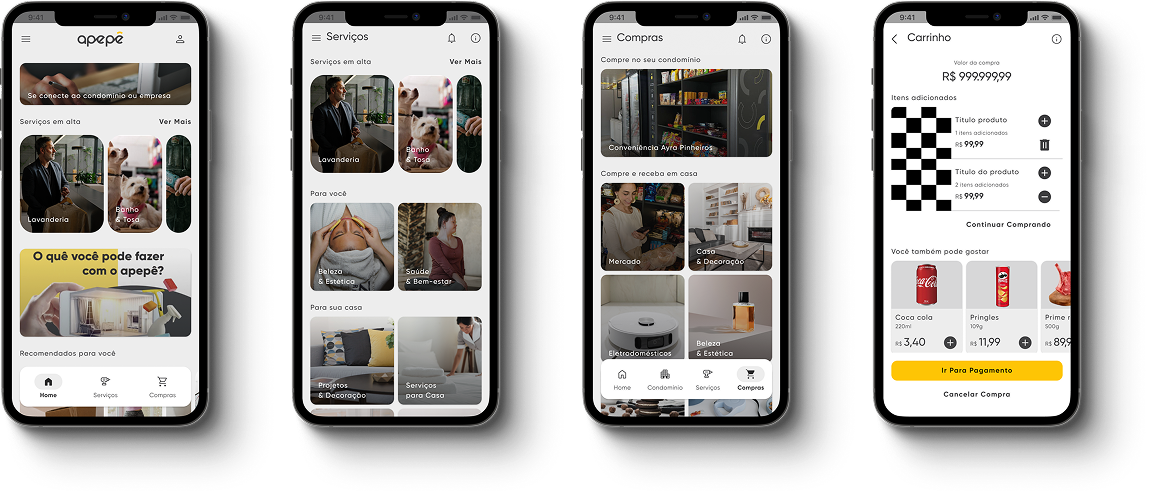 9:41
apepê
Se conecte ao condomínio ou empresa
Serviços em alta
Ver Mais
Lavanderia
Banho
& Tosa
O quê você pode fazer
com o apepê?
Recomendados para você
Home
Serviços
Compras
9:41
Serviços
Serviços em alta
Ver Mais
Lavanderia
Banho
& Tosa
Para você
Beleza
& Estética
Saúde
& Bem-estar
Para sua casa
Projetos
& Decoração
Serviços
para Casa
9:41
Compras
Compre no seu condomínio
Conveniência Ayra Pinheiros
Compre e receba em casa
Mercado
Casa
& Decoração
Eletrodomésticos
Beleza
& Estética
Home
Condomínio
Serviços
Compras
9:41
Carrinho
Valor da compra
R$ 999.999,99
Itens adicionados
Titulo produto
1 itens adicionados
R$ 99,99
Titulo do produto
2 itens adicionados
R$ 99,99
Continuar Comprando
Você também pode gostar
Coca cola
220ml
R$ 3,40
Pringles
109g
R$ 11,99
Prime r
500g
R$ 89,9
Ir Para Pagamento
Cancelar Compra